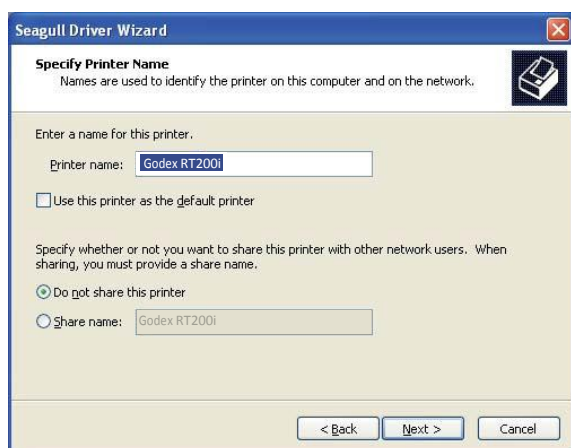 Seagull Driver Wizard
Specify Printer Name
Names are used to identify the printer on this computer and on the network.
Enter a name for this printer.
Printer name: Godex RT200i
Use this printer as the default printer
Specify whether or not you want to share this printer with other network users. When
sharing, you must provide a share name.
Do not share this printer
Share name: Godex RT200i
< Back Next > Cancel